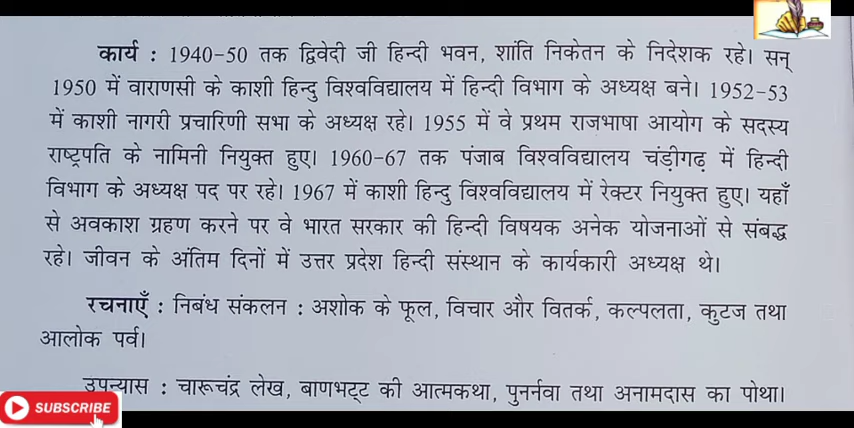 कार्य : 1940-50 तक द्विवेदी जी हिन्दी भवन, शांति निकेतन के निदेशक रहे। सन्
1950 में वाराणसी के काशी हिन्दु विश्वविद्यालय में हिन्दी विभाग के अध्यक्ष बने। 1952-53
में काशी नागरी प्रचारिणी सभा के अध्यक्ष रहे। 1955 में वे प्रथम राजभाषा आयोग के सदस्य
राष्ट्रपति के नामिनी नियुक्त हुए। 1960-67 तक पंजाब विश्वविद्यालय चंड़ीगढ़ में हिन्दी
विभाग के अध्यक्ष पद पर रहे। 1967 में काशी हिन्दु विश्वविद्यालय में रेक्टर नियुक्त हुए। यहाँ
से अवकाश ग्रहण करने पर वे भारत सरकार की हिन्दी विषयक अनेक योजनाओं से संबद्ध
रहे। जीवन के अंतिम दिनों में उत्तर प्रदेश हिन्दी संस्थान के कार्यकारी अध्यक्ष थे।
रचनाएँ : निबंध संकलन : अशोक के फूल, विचार और वितर्क, कल्पलता, कुटज तथा
आलोक पर्व।
उपन्यास : चारूचंद्र लेख, बाणभट्ट की आत्मकथा, पुनर्नवा तथा अनामदास का पोथा।
SUBSCRIBE